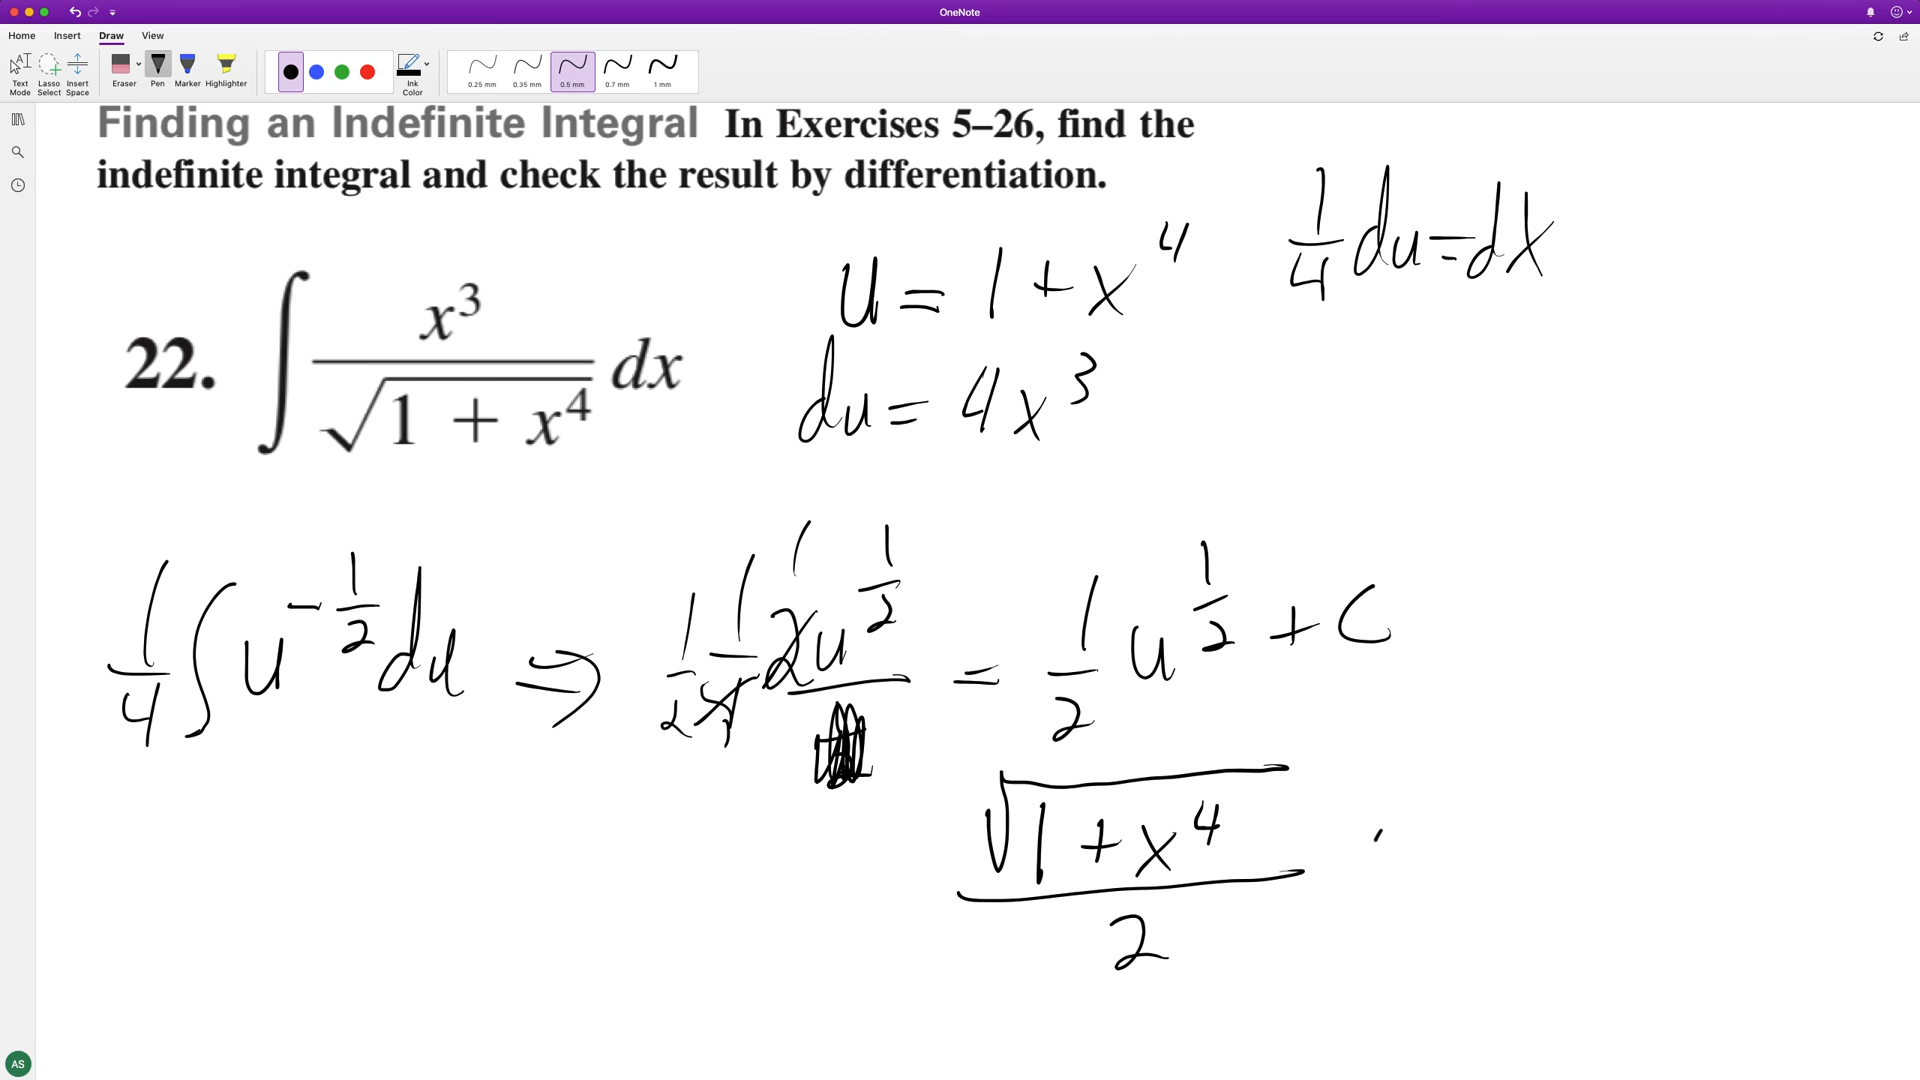 OneNote
Home Insert Draw View
Text Mode Lasso Select Insert Space Eraser Pen Marker Highlighter Ink Color 0.25 mm 0.35 mm 0.5 mm 0.7 mm 1 mm
Finding an Indefinite Integral In Exercises 5–26, find the
indefinite integral and check the result by differentiation.
22. ∫ x³ / √(1 + x⁴) dx
u = 1 + x⁴
1/4 du = dx
du = 4x³
1/4 ∫ u^(-1/2) du ⇒ 1/2 1/4 1 2u^(1/2) = 1/2 u^(1/2) + C
√(1 + x⁴) / 2
AS